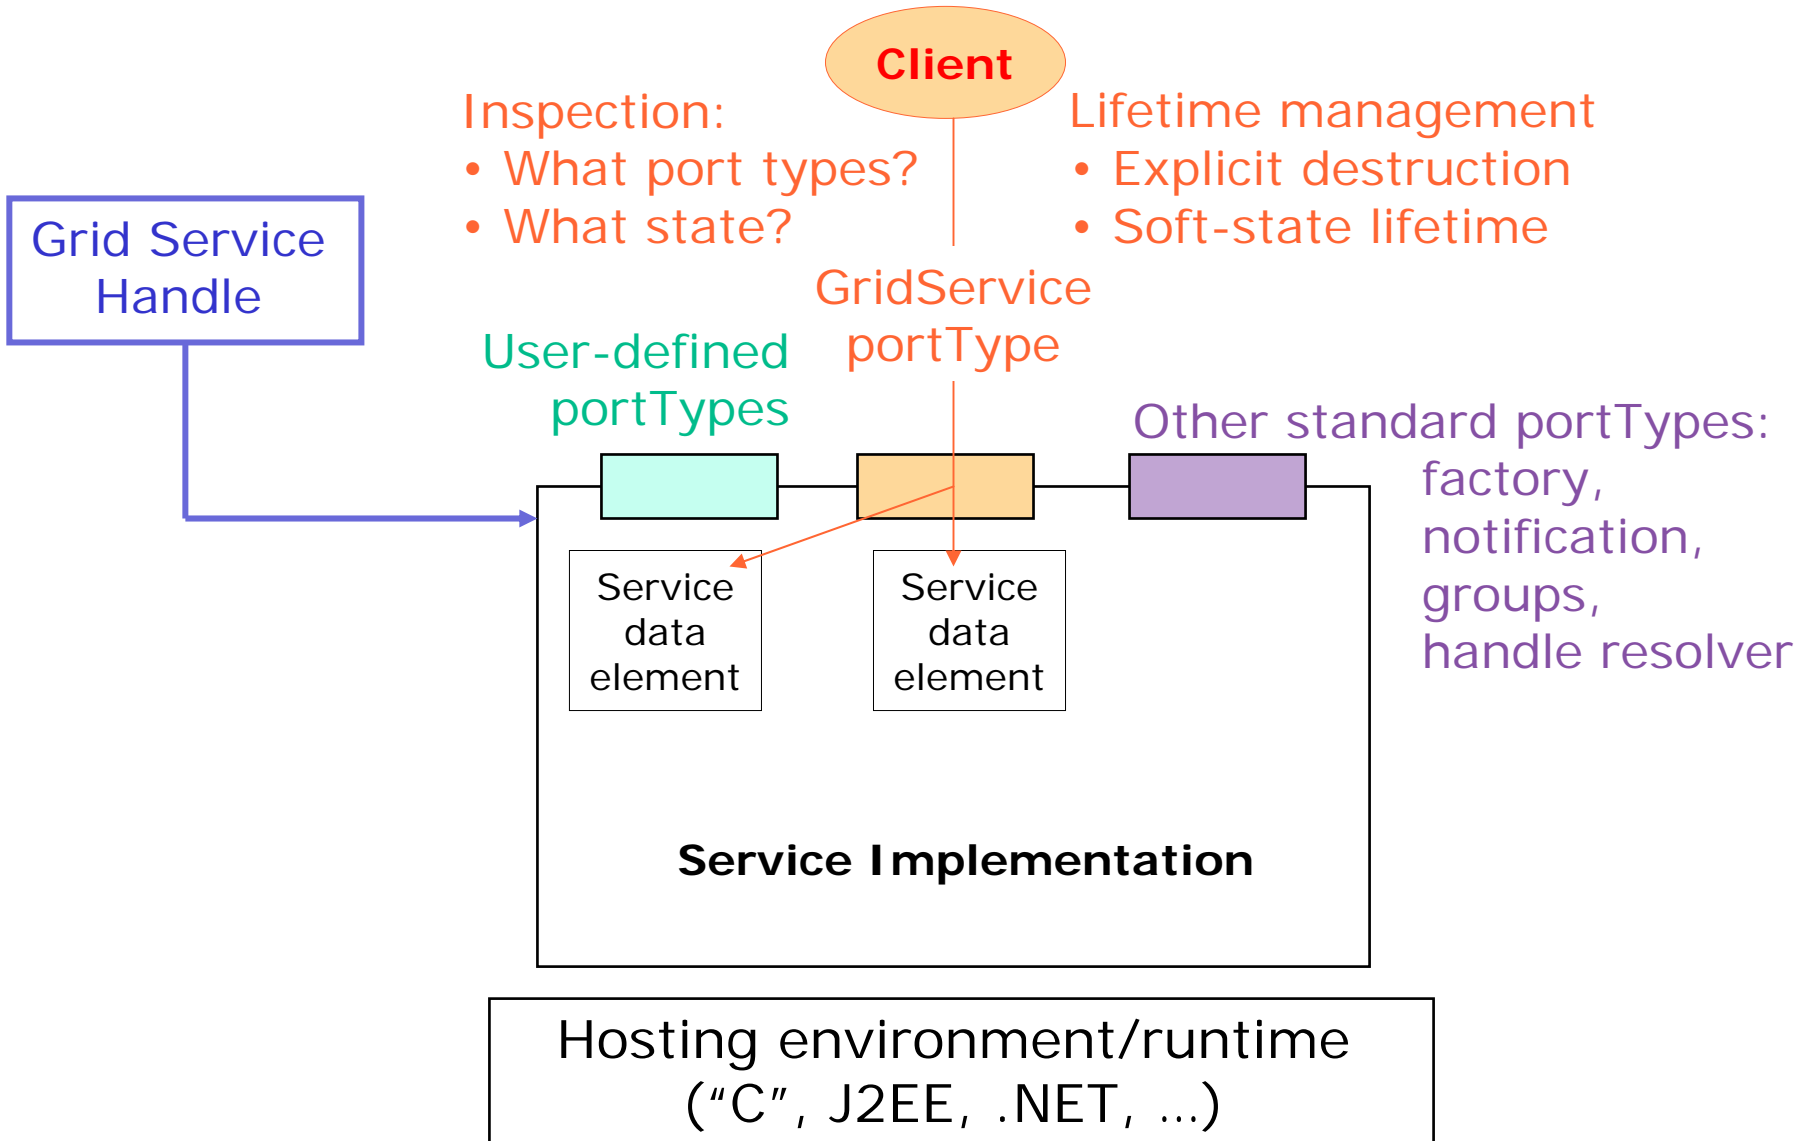 Client
Inspection:
• What port types?
• What state?
Lifetime management
• Explicit destruction
• Soft-state lifetime
Grid Service
Handle
GridService
portType
User-defined
portTypes
Other standard portTypes:
factory,
notification,
groups,
handle resolver
Service
data
element
Service
data
element
Service Implementation
Hosting environment/runtime
(“C”, J2EE, .NET, …)